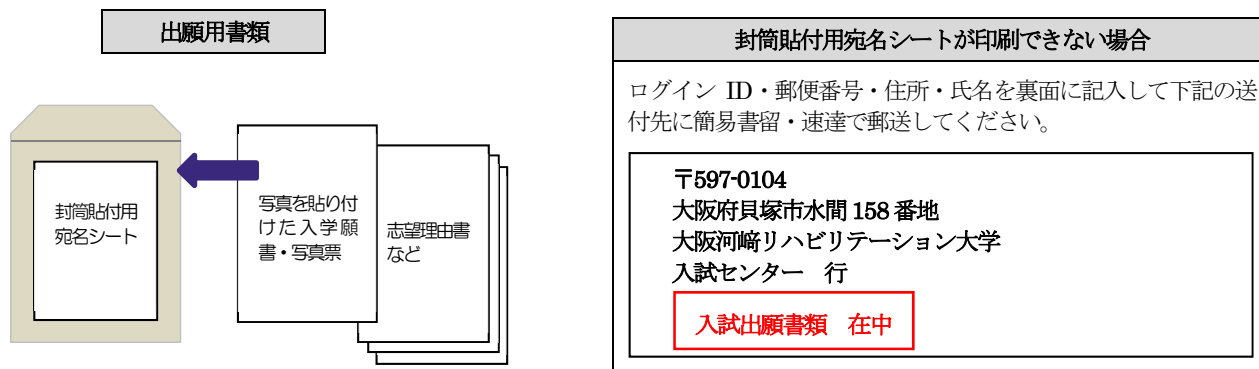 出願用書類
封筒貼付用
宛名シート
写真を貼り付
けた入学願
書・写真票
志望理由書
など
封筒貼付用宛名シートが印刷できない場合
ログイン ID・郵便番号・住所・氏名を裏面に記入して下記の送
付先に簡易書留・速達で郵送してください。
〒597-0104
大阪府貝塚市水間 158 番地
大阪河﨑リハビリテーション大学
入試センター　行
入試出願書類　在中